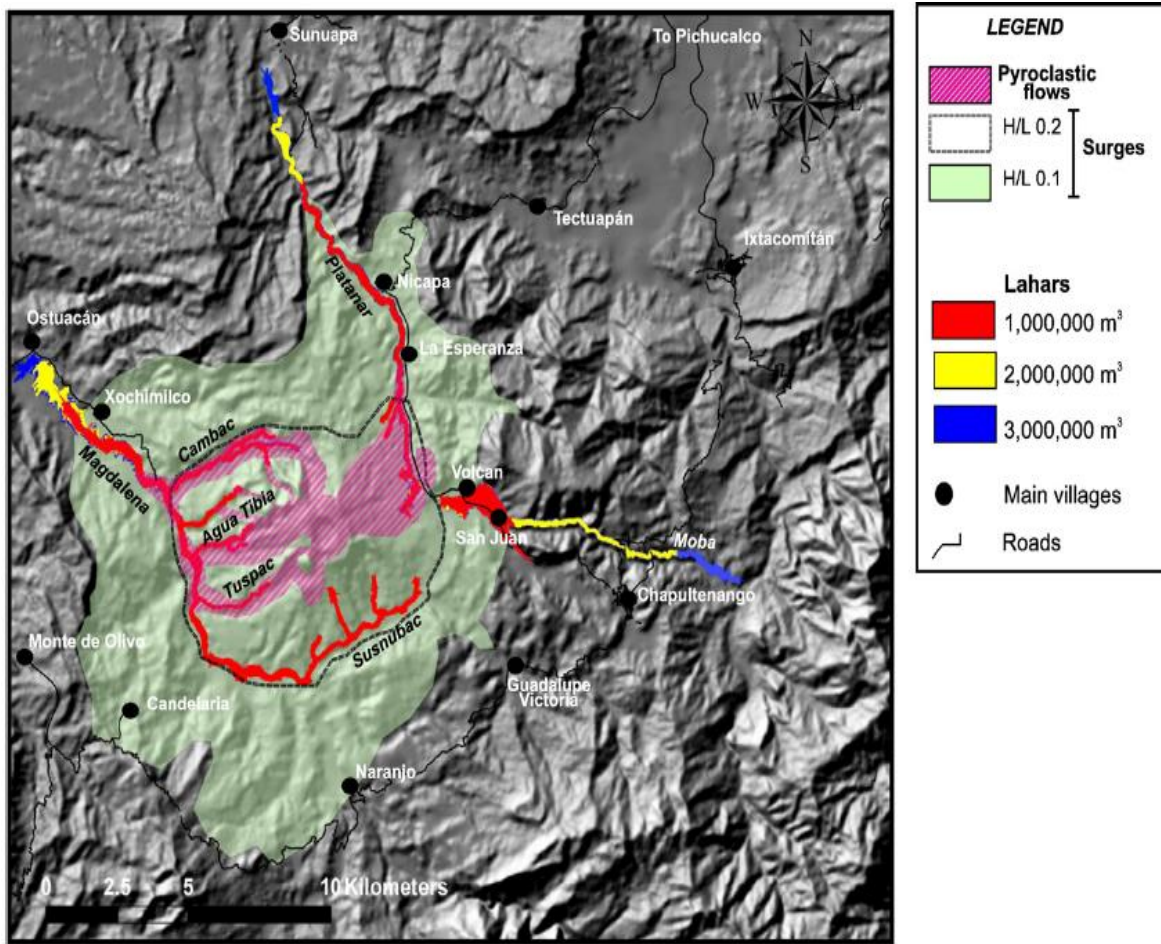 Sunuapa
To Pichucalco
N
W
E
S
Tectuapán
Ixtacomitán
Platanar
Nicapa
Ostuacán
La Esperanza
Xochimilco
Cambac
Magdalena
Volcan
Agua Tibia
San Juan
Moba
Tuspac
Chapultenango
Susnubac
Monte de Olivo
Guadalupe
Victoria
Candelaria
Naranjo
0 2.5 5 10 Kilometers
LEGEND
Pyroclastic
flows
H/L 0.2
Surges
H/L 0.1
Lahars
1,000,000 m³
2,000,000 m³
3,000,000 m³
Main villages
Roads